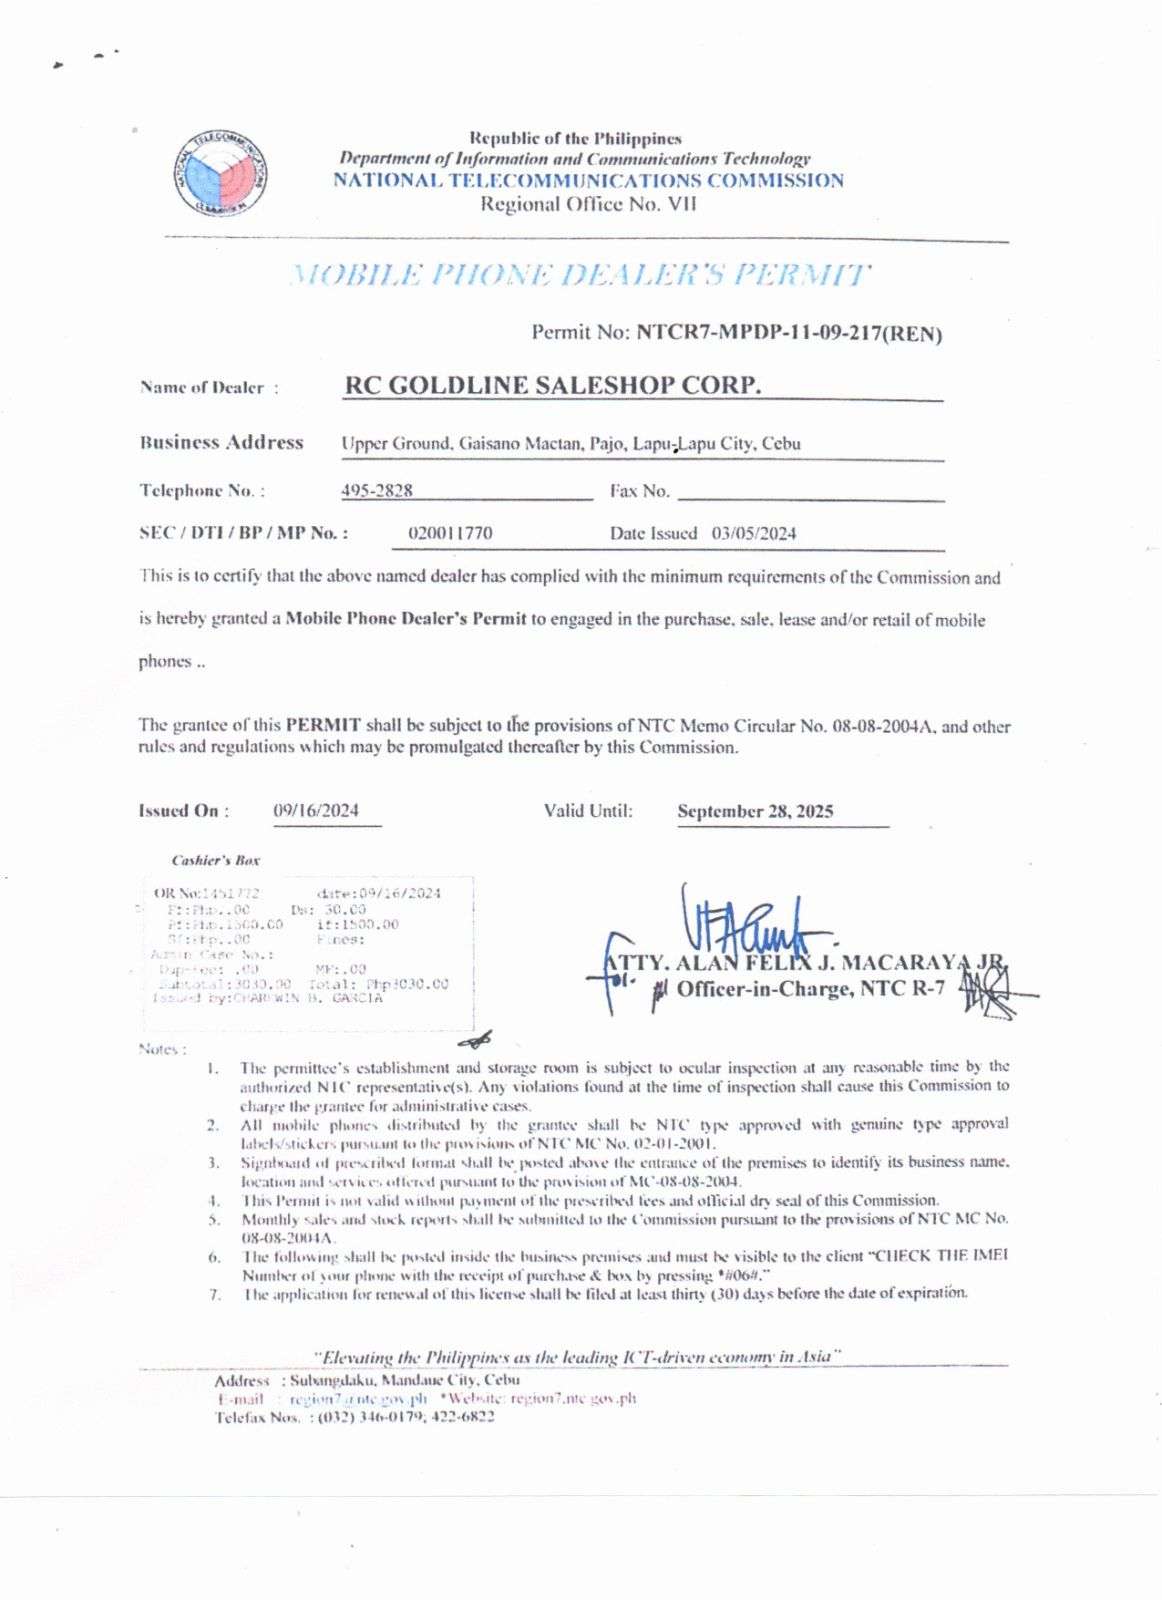 NATIONAL TELECOMMUNICATIONS COMMISSION
Republic of the Philippines
Department of Information and Communications Technology
NATIONAL TELECOMMUNICATIONS COMMISSION
Regional Office No. VII
MOBILE PHONE DEALER'S PERMIT
Permit No: NTCR7-MPDP-11-09-217(REN)
Name of Dealer : RC GOLDLINE SALESHOP CORP.
Business Address Upper Ground, Gaisano Mactan, Pajo, Lapu-Lapu City, Cebu
Telephone No. : 495-2828 Fax No.
SEC / DTI / BP / MP No. : 020011770 Date Issued 03/05/2024
This is to certify that the above named dealer has complied with the minimum requirements of the Commission and
is hereby granted a Mobile Phone Dealer's Permit to engaged in the purchase, sale, lease and/or retail of mobile
phones ..
The grantee of this PERMIT shall be subject to the provisions of NTC Memo Circular No. 08-08-2004A, and other
rules and regulations which may be promulgated thereafter by this Commission.
Issued On : 09/16/2024 Valid Until: September 28, 2025
Cashier's Box
OR No:1451772 date:09/16/2024
.00 Ds: 30.00
.1500.00 if:1500.00
.00 Fines:
Admin Case No.:
.00 MF:.00
Subtotal:3030.00 Total: Php3030.00
Issued by:CHARLWIN B. GARCIA
ATTY. ALAN FELIX J. MACARAYA JR.
Officer-in-Charge, NTC R-7
Notes :
1. The permittee's establishment and storage room is subject to ocular inspection at any reasonable time by the
authorized NTC representative(s). Any violations found at the time of inspection shall cause this Commission to
charge the grantee for administrative cases.
2. All mobile phones distributed by the grantee shall be NTC type approved with genuine type approval
labels/stickers pursuant to the provisions of NTC MC No. 02-01-2001.
3. Signboard of prescribed format shall be posted above the entrance of the premises to identify its business name,
location and services offered pursuant to the provision of MC-08-08-2004.
4. This Permit is not valid without payment of the prescribed fees and official dry seal of this Commission.
5. Monthly sales and stock reports shall be submitted to the Commission pursuant to the provisions of NTC MC No.
08-08-2004A.
6. The following shall be posted inside the business premises and must be visible to the client "CHECK THE IMEI
Number of your phone with the receipt of purchase & box by pressing *#06#."
7. The application for renewal of this license shall be filed at least thirty (30) days before the date of expiration.
"Elevating the Philippines as the leading ICT-driven economy in Asia"
Address : Subangdaku, Mandaue City, Cebu
E-mail : region7@ntc.gov.ph *Website: region7.ntc.gov.ph
Telefax Nos. : (032) 346-0179; 422-6822